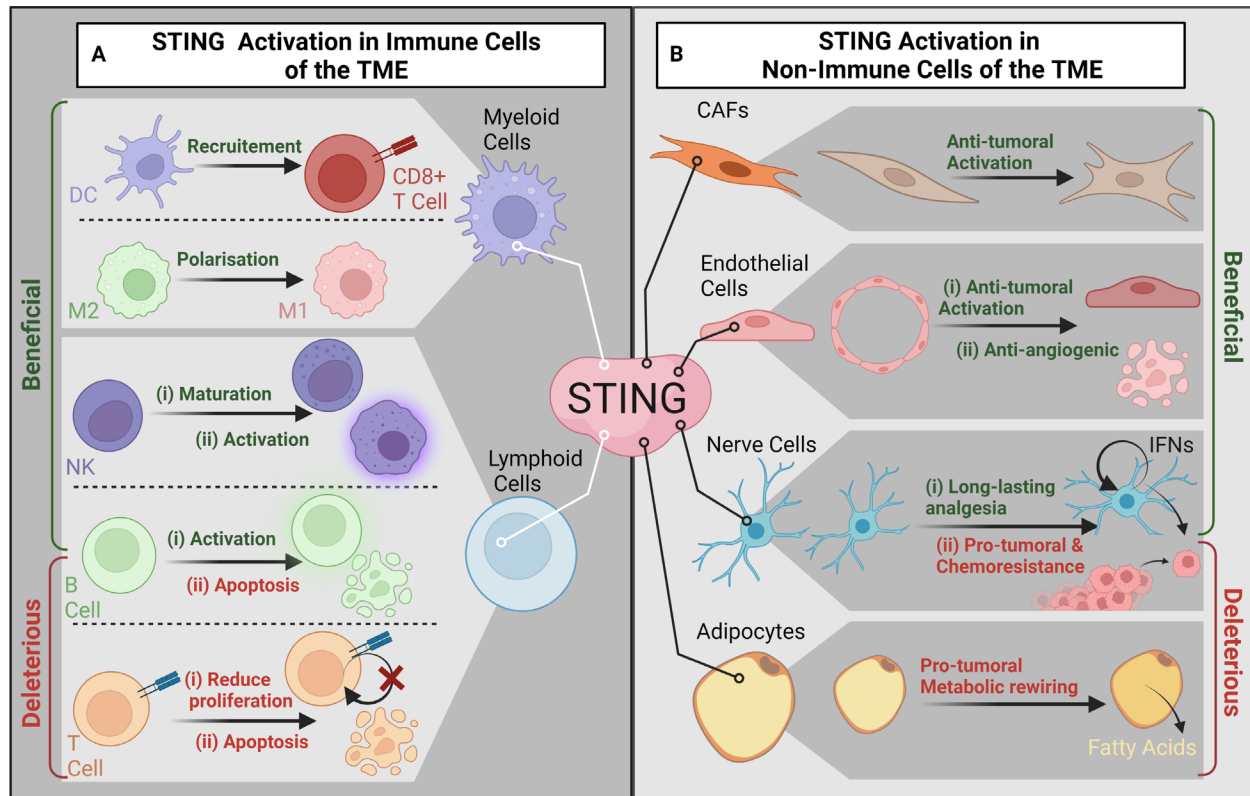 A
STING Activation in Immune Cells
of the TME
Beneficial
Deleterious
Myeloid
Cells
DC
Recruitement
CD8+
T Cell
M2
Polarisation
M1
Lymphoid
Cells
NK
(i) Maturation
(ii) Activation
B
Cell
(i) Activation
(ii) Apoptosis
T
Cell
(i) Reduce
proliferation
(ii) Apoptosis
STING
B
STING Activation in
Non-Immune Cells of the TME
CAFs
Anti-tumoral
Activation
Endothelial
Cells
(i) Anti-tumoral
Activation
(ii) Anti-angiogenic
Nerve Cells
(i) Long-lasting
analgesia
(ii) Pro-tumoral &
Chemoresistance
IFNs
Adipocytes
Pro-tumoral
Metabolic rewiring
Fatty Acids
Beneficial
Deleterious